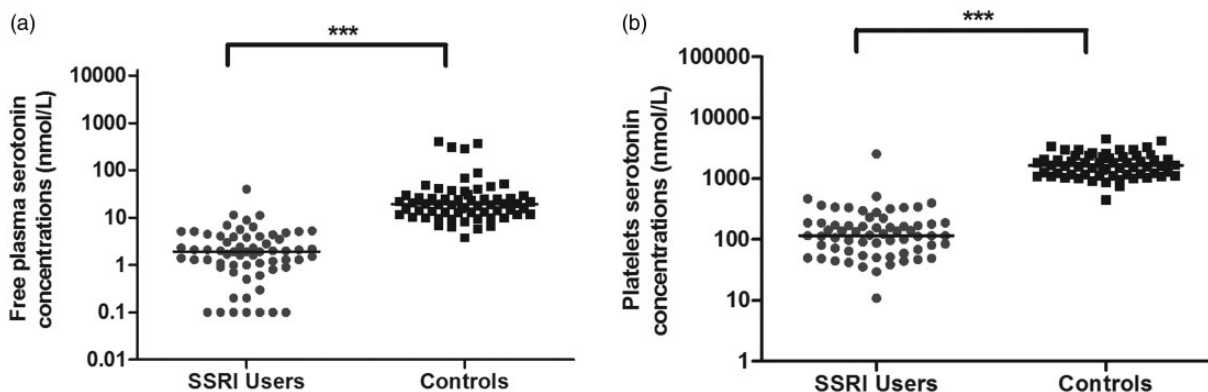 (a)
***
Free plasma serotonin
concentrations (nmol/L)
10000
1000
100
10
1
0.1
0.01
SSRI Users
Controls
(b)
***
Platelets serotonin
concentrations (nmol/L)
100000
10000
1000
100
10
1
SSRI Users
Controls